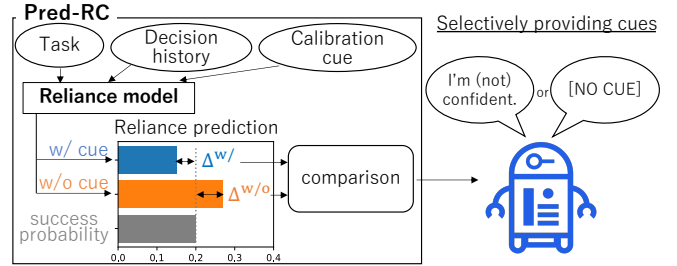 Pred-RC
Selectively providing cues
Task
Decision
history
Calibration
cue
Reliance model
I'm (not)
confident.
or
[NO CUE]
Reliance prediction
w/ cue
Δw/
w/o cue
Δw/o
success
probability
comparison
0.0 0.1 0.2 0.3 0.4